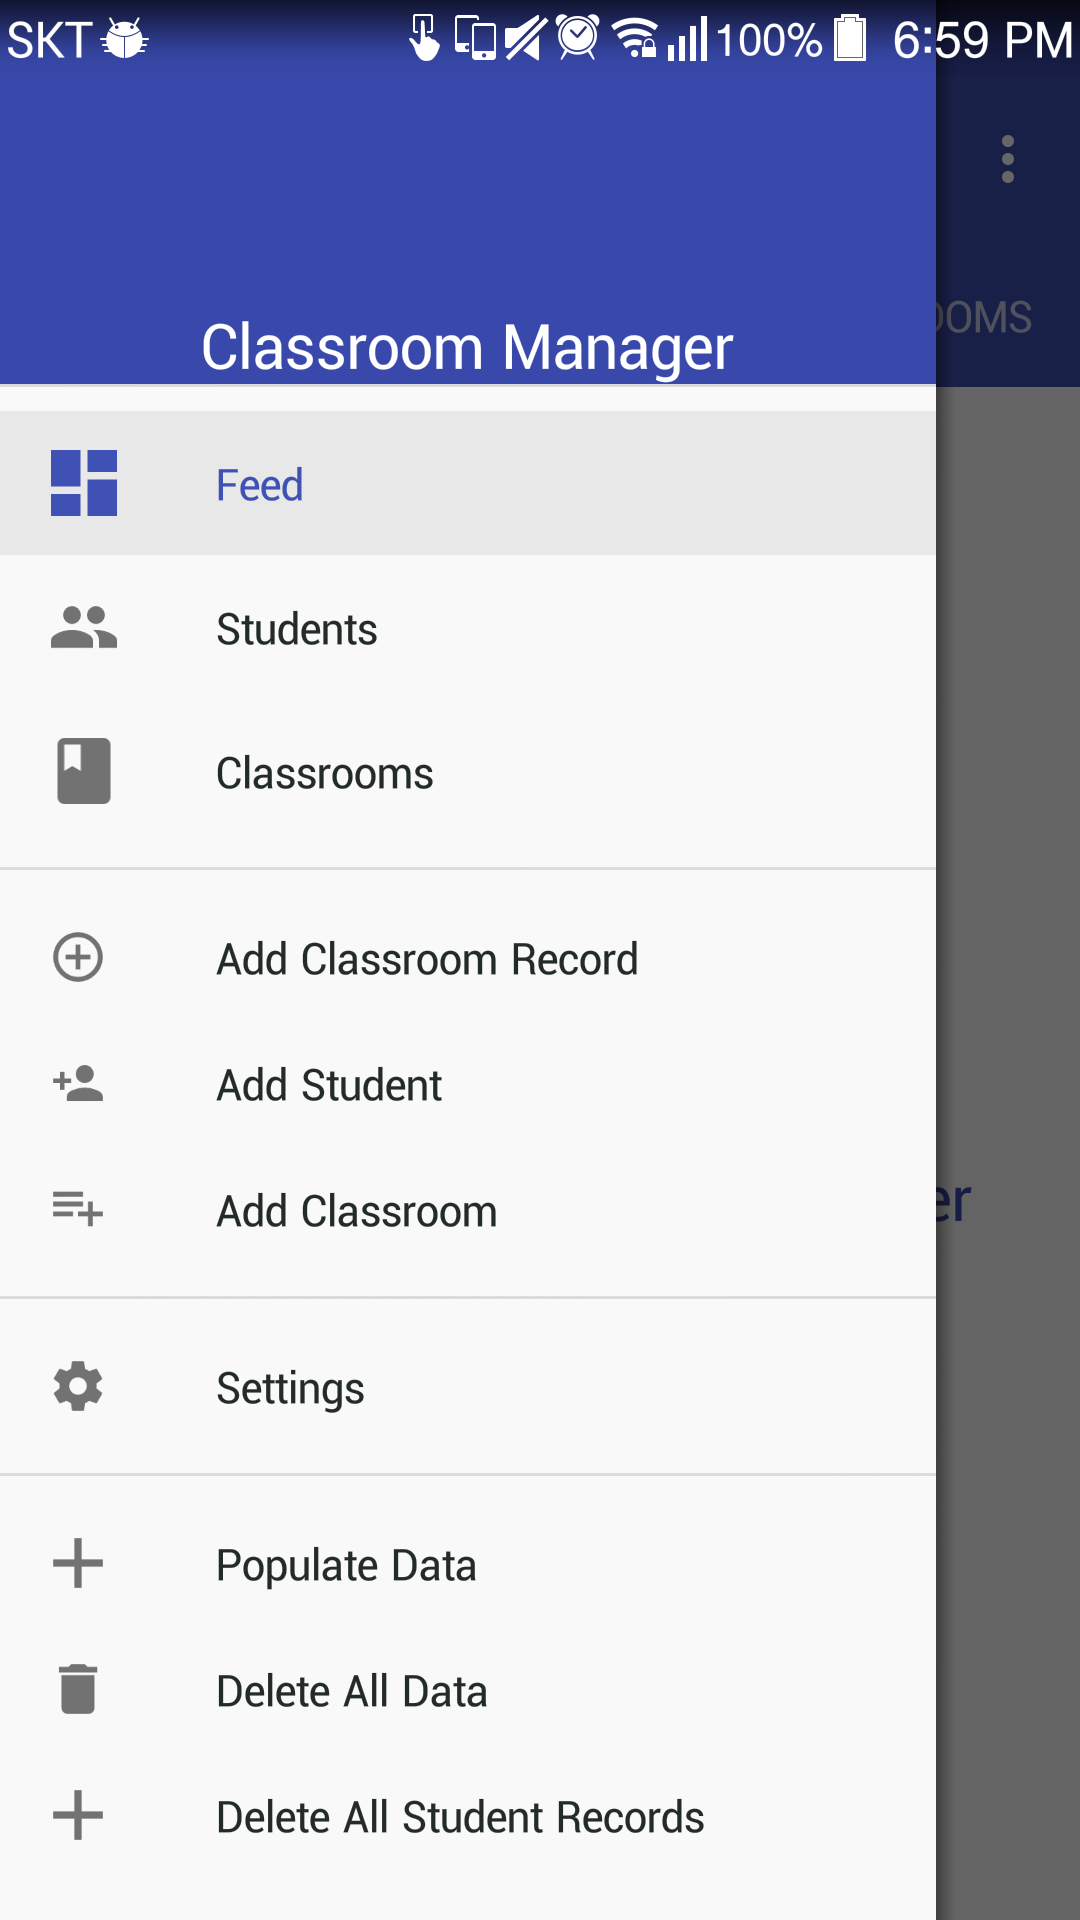 SKT 100% 6:59 PM
Classroom Manager
OOMS
Feed
Students
Classrooms
Add Classroom Record
Add Student
er
Add Classroom
Settings
Populate Data
Delete All Data
Delete All Student Records